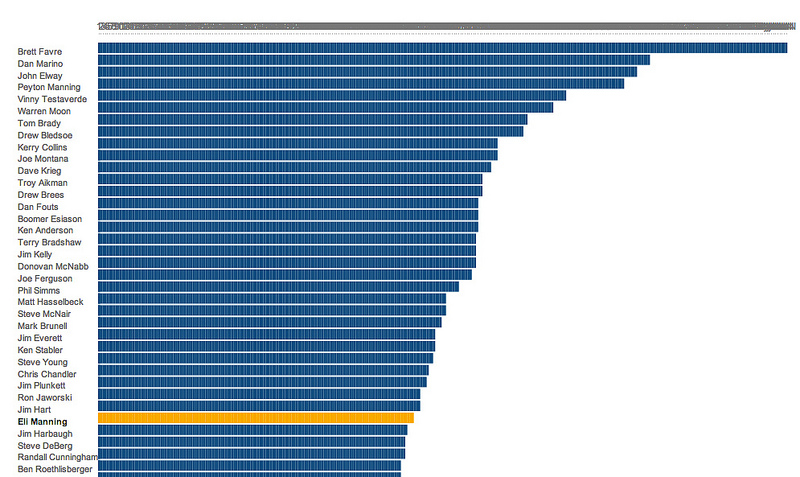 Brett Favre
Dan Marino
John Elway
Peyton Manning
Vinny Testaverde
Warren Moon
Tom Brady
Drew Bledsoe
Kerry Collins
Joe Montana
Dave Krieg
Troy Aikman
Drew Brees
Dan Fouts
Boomer Esiason
Ken Anderson
Terry Bradshaw
Jim Kelly
Donovan McNabb
Joe Ferguson
Phil Simms
Matt Hasselbeck
Steve McNair
Mark Brunell
Jim Everett
Ken Stabler
Steve Young
Chris Chandler
Jim Plunkett
Ron Jaworski
Jim Hart
Eli Manning
Jim Harbaugh
Steve DeBerg
Randall Cunningham
Ben Roethlisberger